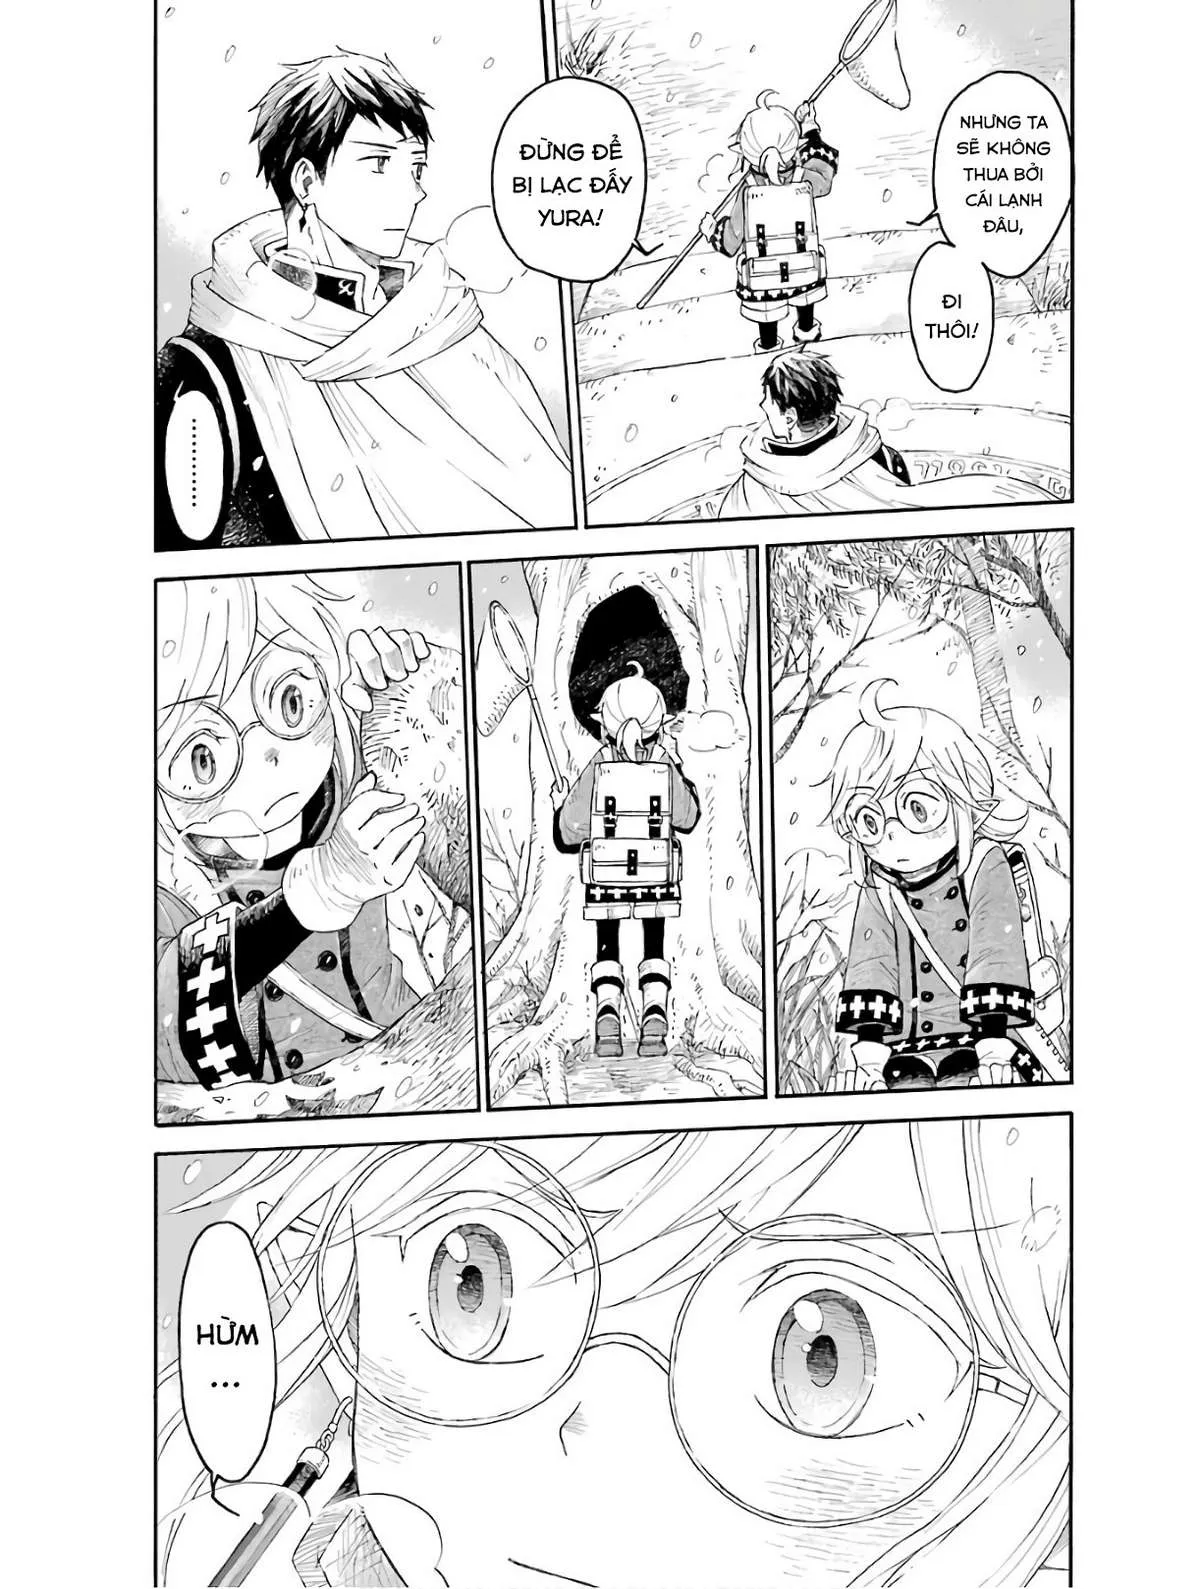 NHƯNG TA
SẼ KHÔNG
THUA BỞI
CÁI LẠNH
ĐÂU,
ĐI
THÔI!
ĐỪNG ĐỂ
BỊ LẠC ĐẤY
YURA!
...........
HỪM
...